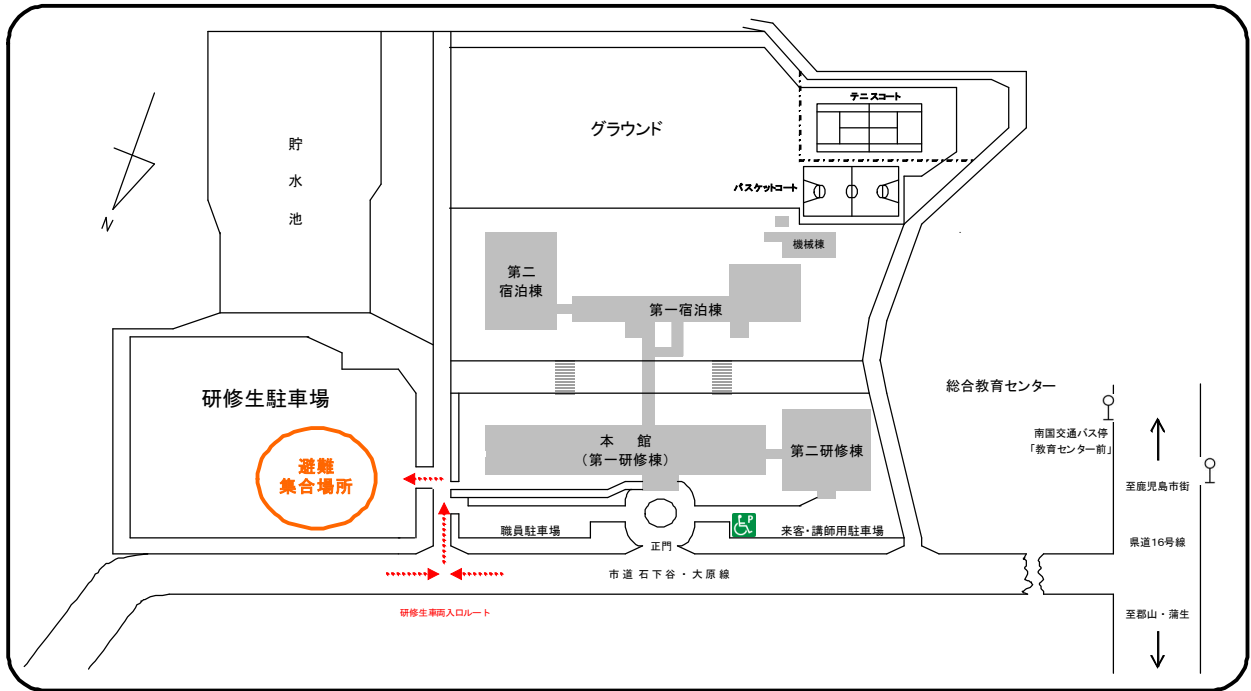 テニスコート
グラウンド
貯
水
池
バスケットコート
N
機械棟
第二
宿泊棟
第一宿泊棟
研修生駐車場
総合教育センター
避難
集合場所
本 館
(第一研修棟)
第二研修棟
南国交通バス停
「教育センター前」
至鹿児島市街
P
職員駐車場
来客・講師用駐車場
正門
県道16号線
市道 石下谷・大原線
研修生車両入口ルート
至郡山・蒲生